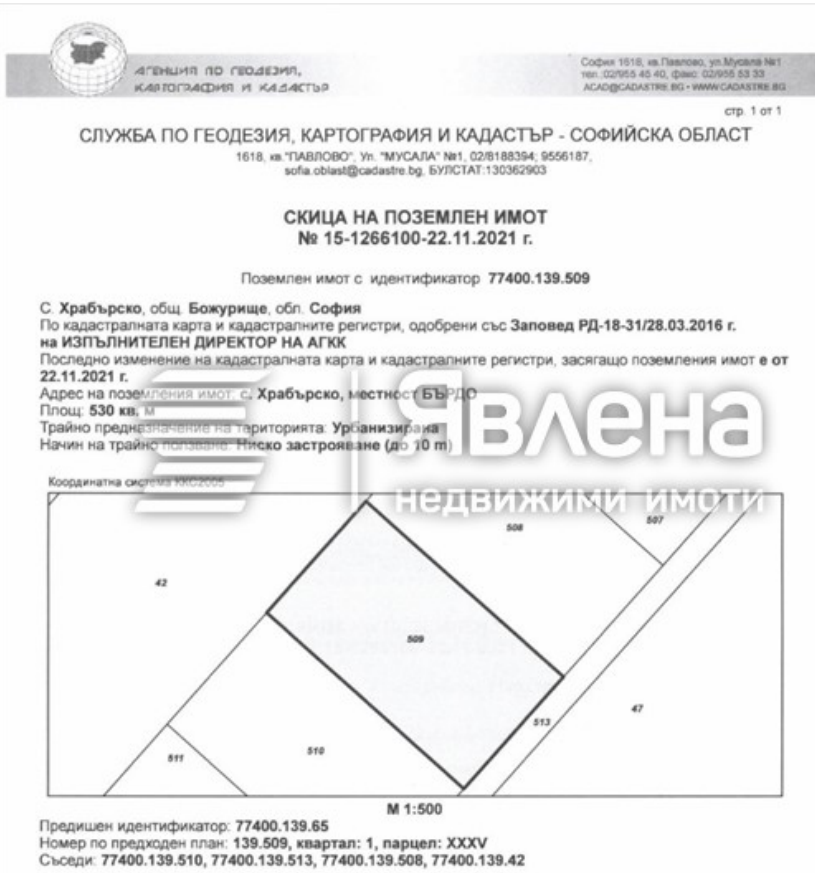 АГЕНЦИЯ ПО ГЕОДЕЗИЯ,
КАРТОГРАФИЯ И КАДАСТЪР
София 1618, кв.Павлово, ул.Мусала №1
тел.:02/955 45 40, факс: 02/955 53 33
ACAD@CADASTRE.BG • WWW.CADASTRE.BG
стр. 1 от 1
СЛУЖБА ПО ГЕОДЕЗИЯ, КАРТОГРАФИЯ И КАДАСТЪР - СОФИЙСКА ОБЛАСТ
1618, кв."ПАВЛОВО", Ул. "МУСАЛА" №1, 02/8188394; 9556187,
sofia.oblast@cadastre.bg, БУЛСТАТ:130362903
СКИЦА НА ПОЗЕМЛЕН ИМОТ
№ 15-1266100-22.11.2021 г.
Поземлен имот с идентификатор 77400.139.509
С. Храбърско, общ. Божурище, обл. София
По кадастралната карта и кадастралните регистри, одобрени със Заповед РД-18-31/28.03.2016 г.
на ИЗПЪЛНИТЕЛЕН ДИРЕКТОР НА АГКК
Последно изменение на кадастралната карта и кадастралните регистри, засягащо поземления имот е от
22.11.2021 г.
Адрес на поземления имот: с. Храбърско, местност БЪРДО
Площ: 530 кв. м
Трайно предназначение на територията: Урбанизирана
Начин на трайно ползване: Ниско застрояване (до 10 m)
Явлена
недвижими имоти
Координатна система ККС2005
507
508
42
509
47
513
510
511
М 1:500
Предишен идентификатор: 77400.139.65
Номер по предходен план: 139.509, квартал: 1, парцел: XXXV
Съседи: 77400.139.510, 77400.139.513, 77400.139.508, 77400.139.42